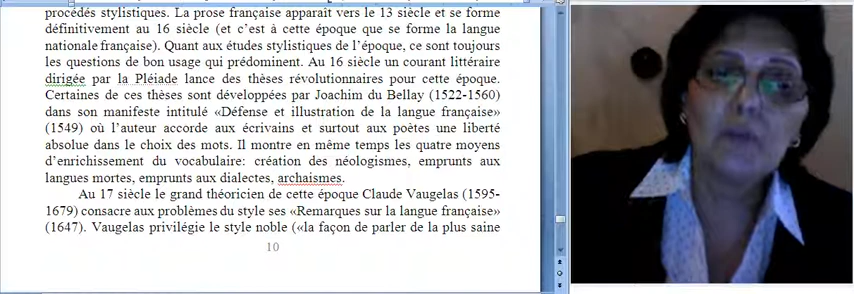 procédés stylistiques. La prose française apparaît vers le 13 siècle et se forme
définitivement au 16 siècle (et c’est à cette époque que se forme la langue
nationale française). Quant aux études stylistiques de l’époque, ce sont toujours
les questions de bon usage qui prédominent. Au 16 siècle un courant littéraire
dirigée par la Pléiade lance des thèses révolutionnaires pour cette époque.
Certaines de ces thèses sont développées par Joachim du Bellay (1522-1560)
dans son manifeste intitulé «Défense et illustration de la langue française»
(1549) où l’auteur accorde aux écrivains et surtout aux poètes une liberté
absolue dans le choix des mots. Il montre en même temps les quatre moyens
d’enrichissement du vocabulaire: création des néologismes, emprunts aux
langues mortes, emprunts aux dialectes, archaismes.
Au 17 siècle le grand théoricien de cette époque Claude Vaugelas (1595-
1679) consacre aux problèmes du style ses «Remarques sur la langue française»
(1647). Vaugelas privilégie le style noble («la façon de parler de la plus saine
10